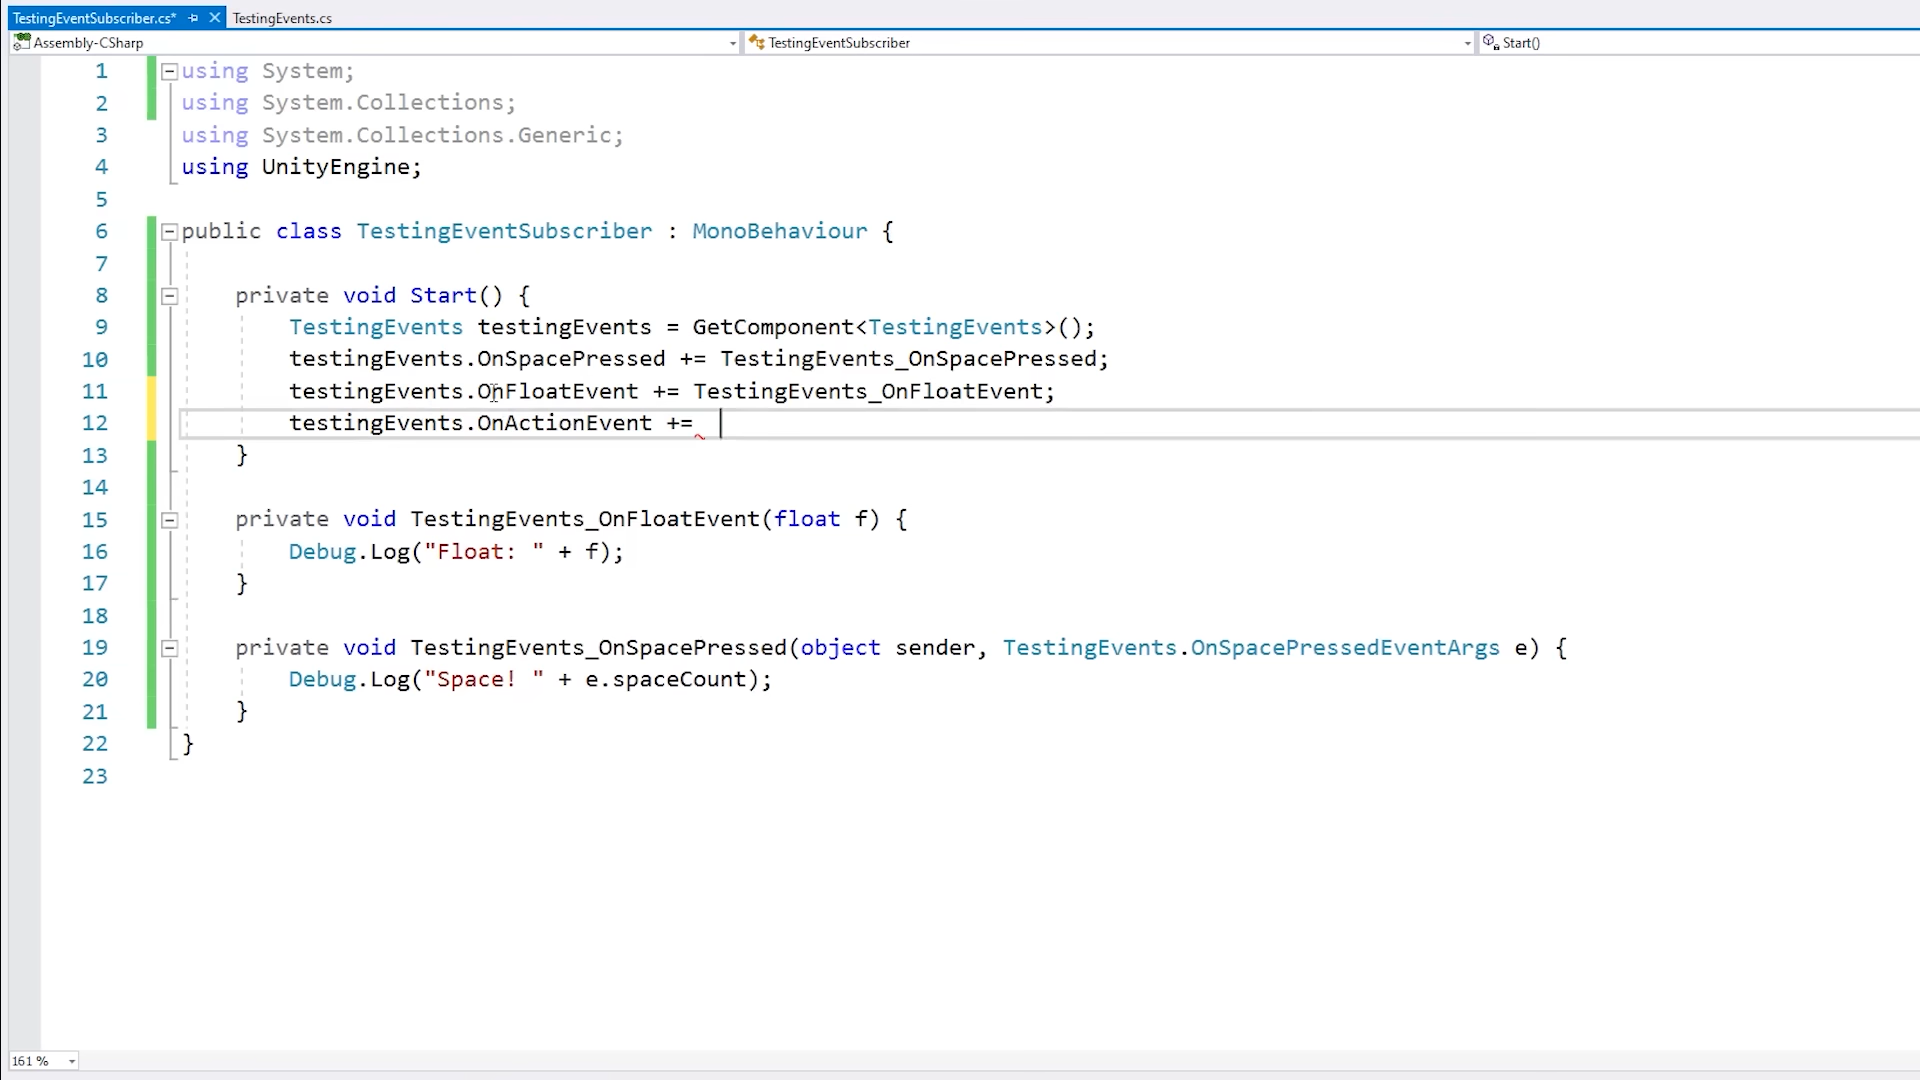 TestingEventSubscriber.cs* TestingEvents.cs
Assembly-CSharp TestingEventSubscriber Start()
1 using System;
2 using System.Collections;
3 using System.Collections.Generic;
4 using UnityEngine;
5
6 public class TestingEventSubscriber : MonoBehaviour {
7
8 private void Start() {
9 TestingEvents testingEvents = GetComponent<TestingEvents>();
10 testingEvents.OnSpacePressed += TestingEvents_OnSpacePressed;
11 testingEvents.OnFloatEvent += TestingEvents_OnFloatEvent;
12 testingEvents.OnActionEvent +=
13 }
14
15 private void TestingEvents_OnFloatEvent(float f) {
16 Debug.Log("Float: " + f);
17 }
18
19 private void TestingEvents_OnSpacePressed(object sender, TestingEvents.OnSpacePressedEventArgs e) {
20 Debug.Log("Space! " + e.spaceCount);
21 }
22 }
23
161 %